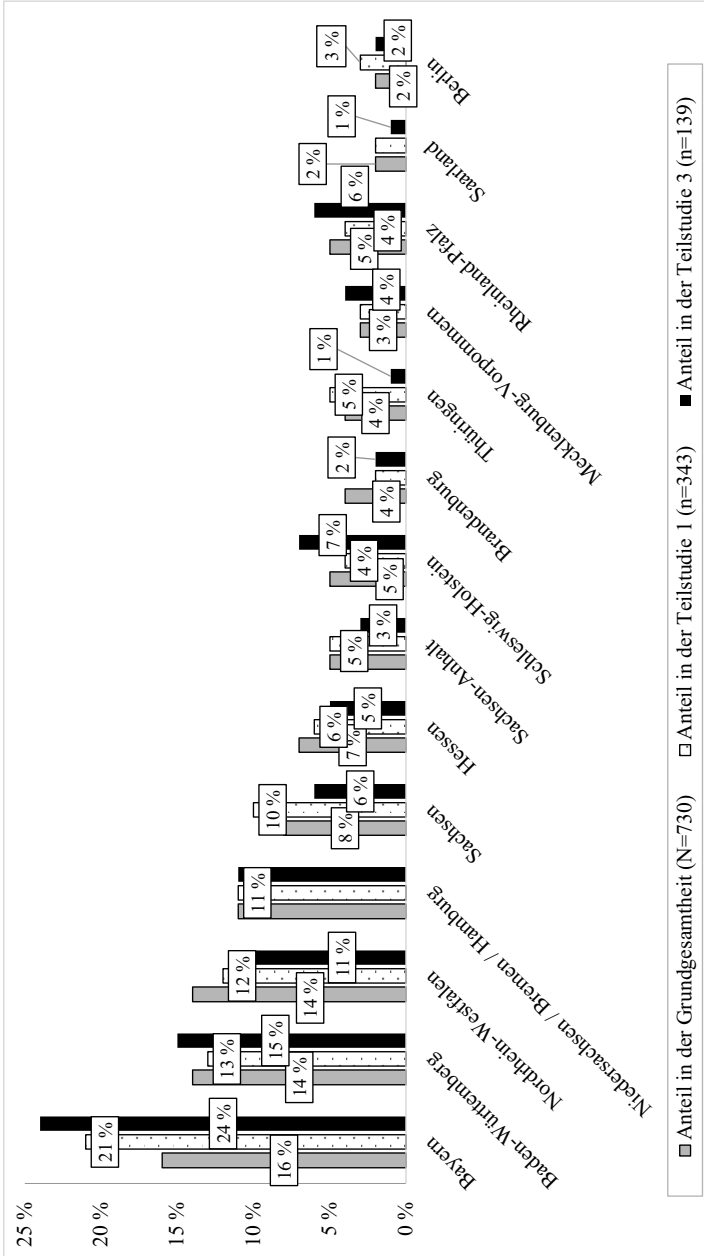 25 %
20 %
15 %
10 %
5 %
0 %
16 %
21 %
24 %
14 %
13 %
15 %
14 %
12 %
11 %
11 %
8 %
10 %
6 %
7 %
6 %
5 %
5 %
3 %
5 %
4 %
7 %
4 %
2 %
4 %
5 %
1 %
3 %
4 %
5 %
4 %
6 %
2 %
1 %
2 %
3 %
2 %
Bayern
Baden-Württemberg
Nordrhein-Westfalen
Niedersachsen / Bremen / Hamburg
Sachsen
Hessen
Sachsen-Anhalt
Schleswig-Holstein
Brandenburg
Thüringen
Mecklenburg-Vorpommern
Rheinland-Pfalz
Saarland
Berlin
Anteil in der Grundgesamtheit (N=730)
Anteil in der Teilstudie 1 (n=343)
Anteil in der Teilstudie 3 (n=139)